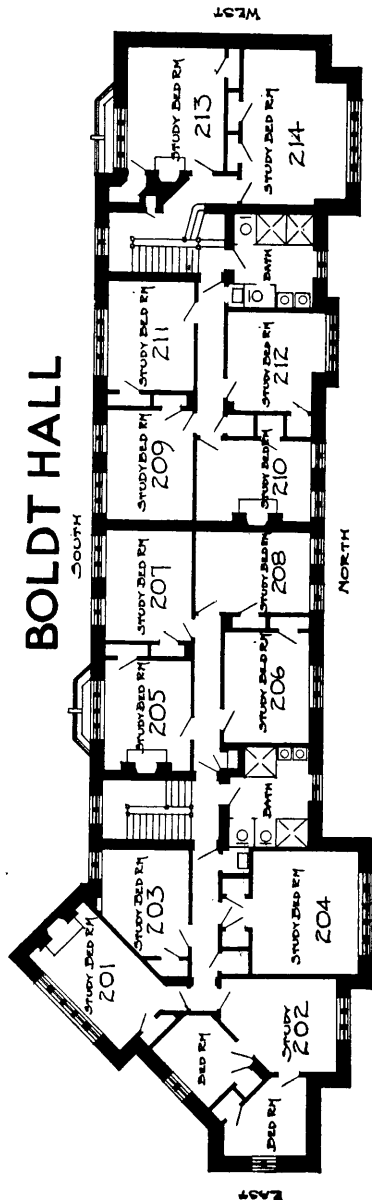 WEST
STUDY BED RM
213
STUDY BED RM
214
BATH
STUDY BED RM
211
STUDY BED RM
212
STUDY BED RM
209
STUDY BED RM
210
BOLDT HALL
SOUTH
NORTH
STUDY BED RM
207
STUDY BED RM
208
STUDY BED RM
205
STUDY BED RM
206
BATH
STUDY BED RM
203
STUDY BED RM
204
STUDY BED RM
201
STUDY
202
BED RM
BED RM
EAST